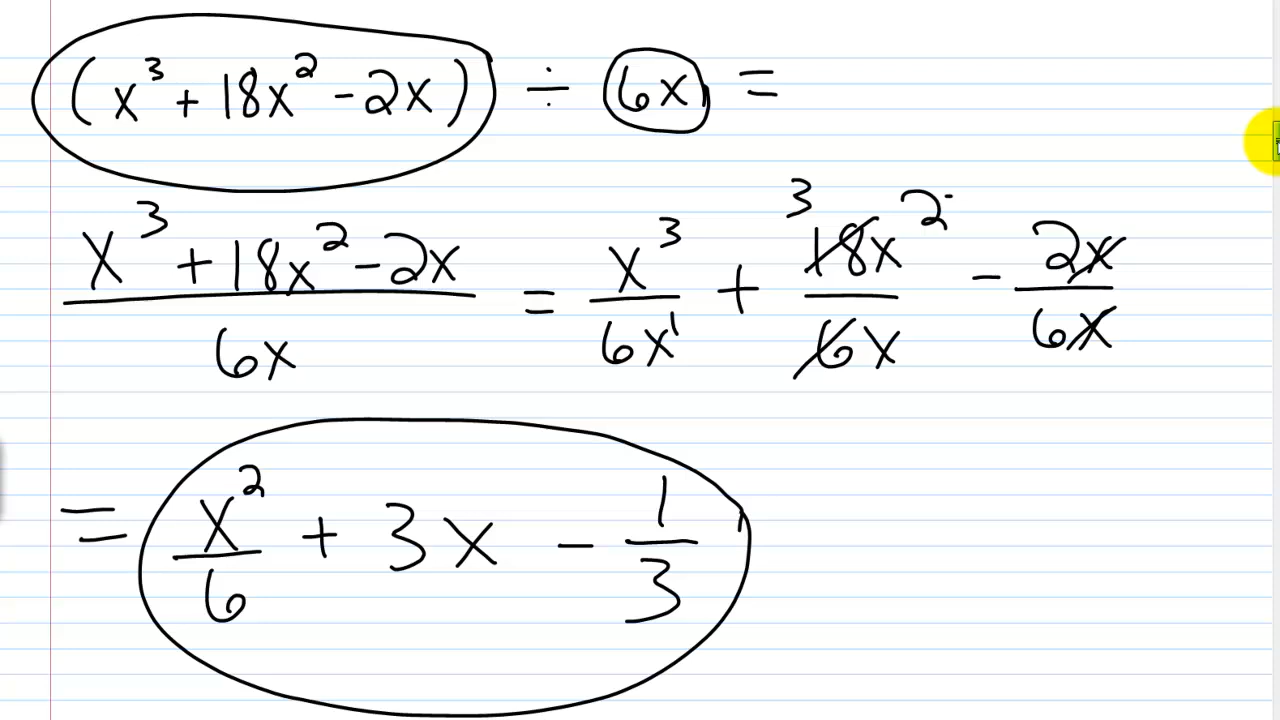 (x³ + 18x² - 2x) ÷ 6x =
(x³ + 18x² - 2x)/(6x) = x³/(6x¹) + 3 18x²/(6x) - 2x/(6x)
= x²/6 + 3x - 1/3